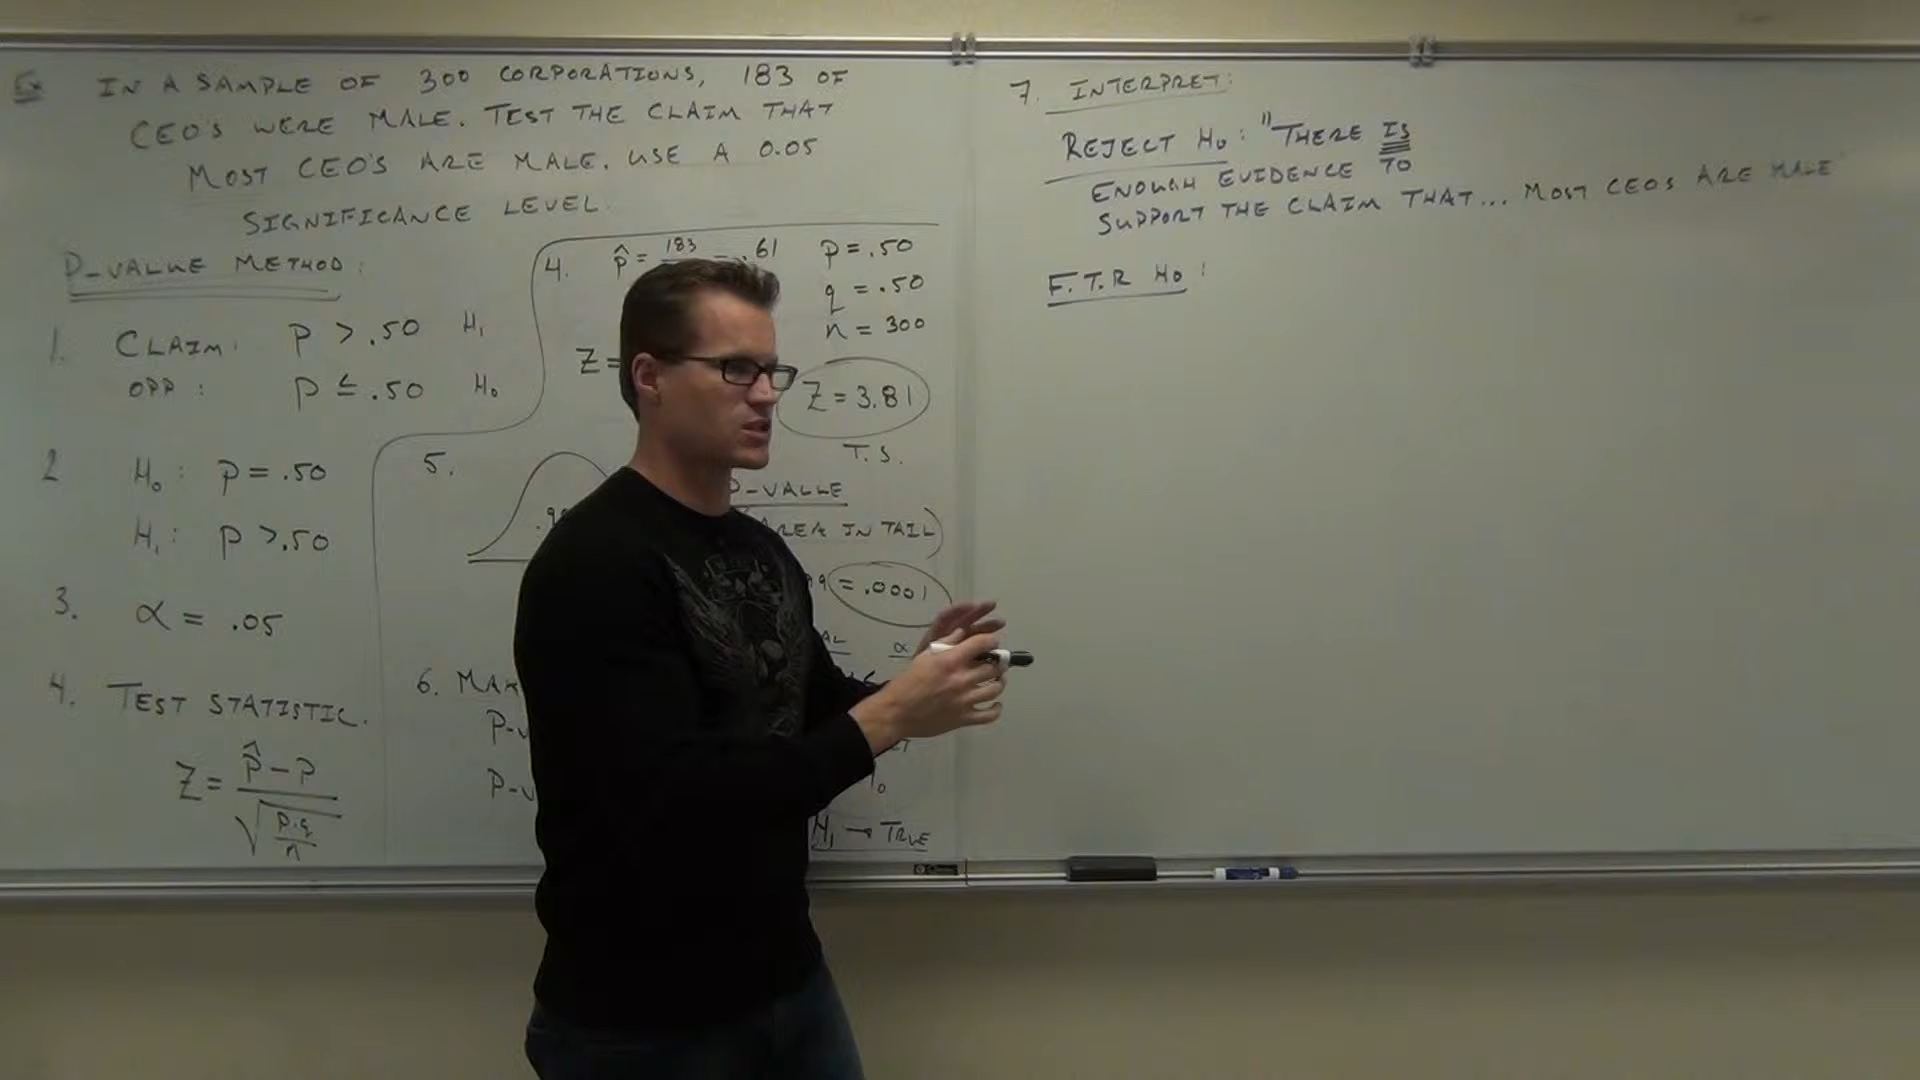 Ex IN A SAMPLE OF 300 CORPORATIONS, 183 OF
CEO'S WERE MALE. TEST THE CLAIM THAT
MOST CEO'S ARE MALE. USE A 0.05
SIGNIFICANCE LEVEL.
P-VALUE METHOD:
1. CLAIM: P > .50 H₁
OPP: P ≤ .50 H₀
2 H₀: P = .50
H₁: P > .50
3. α = .05
4. TEST STATISTIC.
Z = p̂ - p / √(p·q/n)
4. p̂ = 183 = .61
p = .50
q = .50
n = 300
Z =
Z = 3.81
T.S.
5.
P-VALUE
AREA IN TAIL)
= .0001
α
6.
H₁ → TRUE
7. INTERPRET:
REJECT H₀: "THERE IS
ENOUGH EVIDENCE TO
SUPPORT THE CLAIM THAT... MOST CEOS ARE MALE
F.T.R H₀: